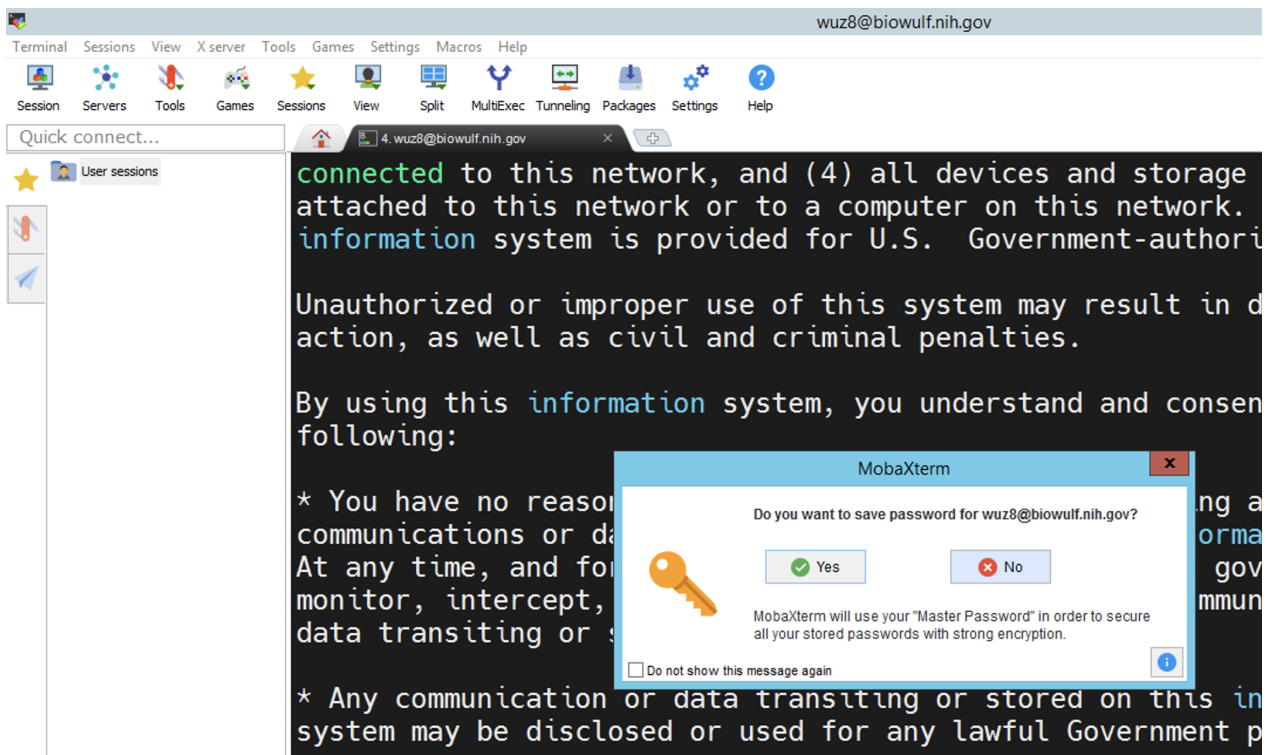 wuz8@biowulf.nih.gov
Terminal Sessions View X server Tools Games Settings Macros Help
Session Servers Tools Games Sessions View Split MultiExec Tunneling Packages Settings Help
Quick connect...
4. wuz8@biowulf.nih.gov
User sessions
connected to this network, and (4) all devices and storage
attached to this network or to a computer on this network.
information system is provided for U.S.  Government-authori
Unauthorized or improper use of this system may result in d
action, as well as civil and criminal penalties.
By using this information system, you understand and consen
following:
* You have no reason ng a
communications or da orma
At any time, and for gov
monitor, intercept, mmun
data transiting or s
* Any communication or data transiting or stored on this in
system may be disclosed or used for any lawful Government p
MobaXterm
x
Do you want to save password for wuz8@biowulf.nih.gov?
Yes
No
MobaXterm will use your "Master Password" in order to secure
all your stored passwords with strong encryption.
Do not show this message again